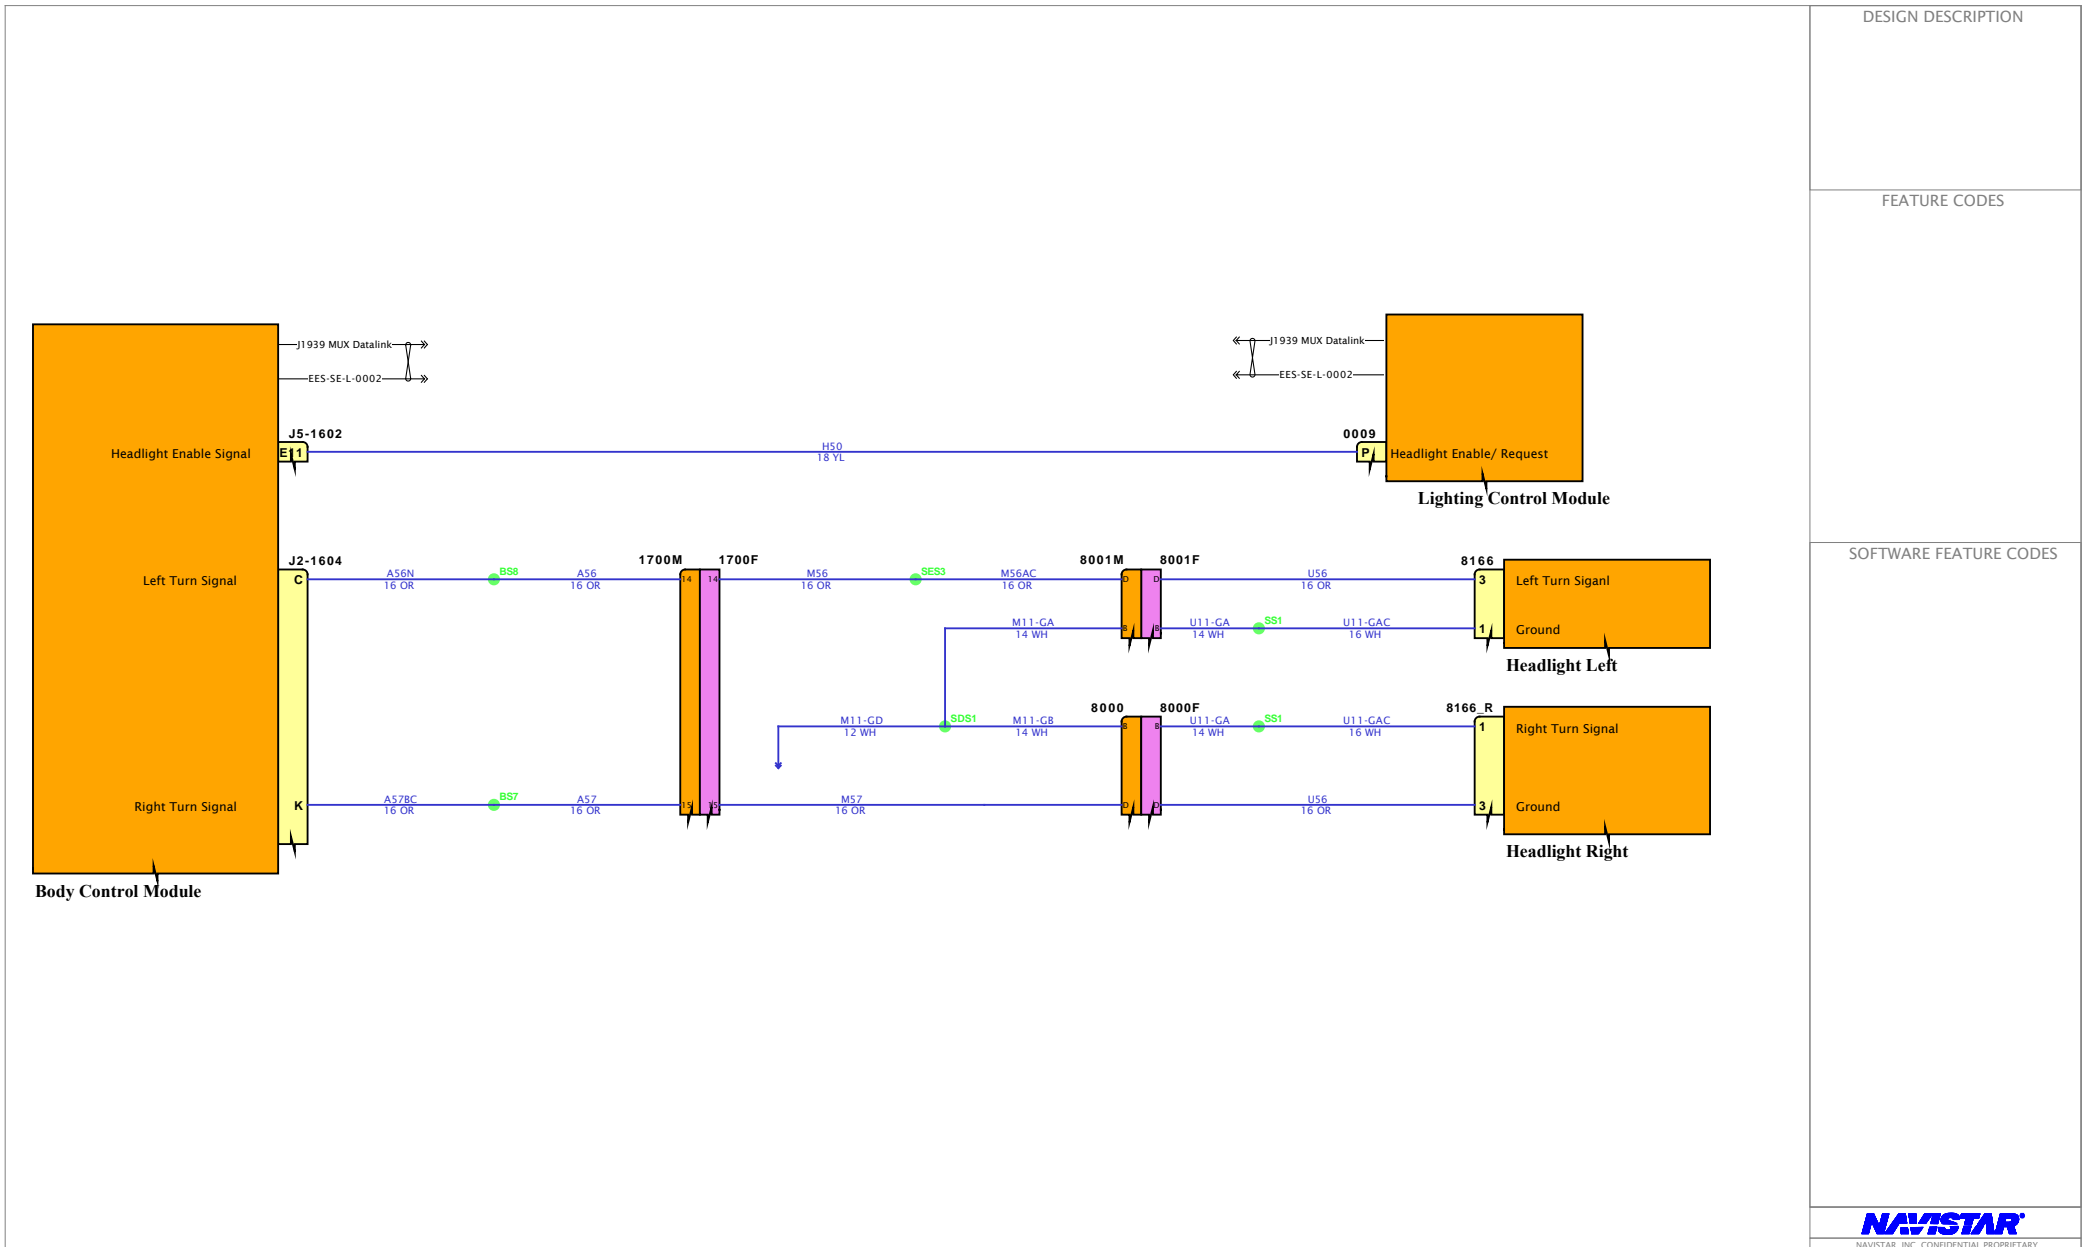 DESIGN DESCRIPTION
FEATURE CODES
SOFTWARE FEATURE CODES
J1939 MUX Datalink
EES-SE-L-0002
J1939 MUX Datalink
EES-SE-L-0002
J5-1602
0009
Headlight Enable Signal
E11
H50
18 YL
P
Headlight Enable/ Request
Lighting Control Module
J2-1604
1700M
1700F
8001M
8001F
8166
Left Turn Signal
C
A56N
16 OR
BS8
A56
16 OR
14
14
M56
16 OR
SES3
M56AC
16 OR
D
D
U56
16 OR
3
Left Turn Siganl
M11-GA
14 WH
B
B
U11-GA
14 WH
SS1
U11-GAC
16 WH
1
Ground
Headlight Left
8000
8000F
8166_R
M11-GD
12 WH
SDS1
M11-GB
14 WH
B
B
U11-GA
14 WH
SS1
U11-GAC
16 WH
1
Right Turn Signal
Right Turn Signal
K
A57BC
16 OR
BS7
A57
16 OR
15
15
M57
16 OR
D
D
U56
16 OR
3
Ground
Headlight Right
Body Control Module
NAVISTAR
NAVISTAR, INC. CONFIDENTIAL PROPRIETARY